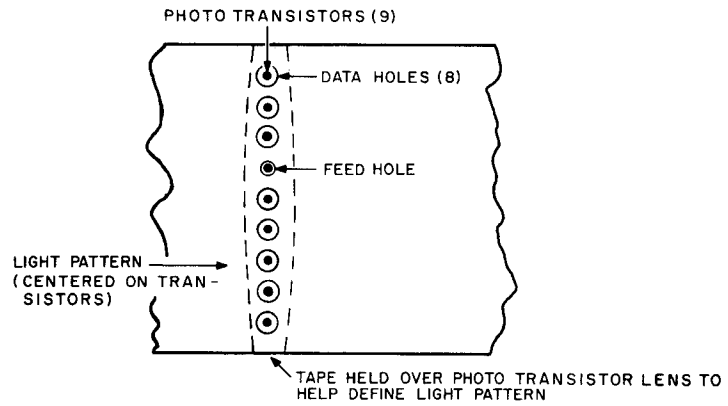 PHOTO TRANSISTORS (9)
DATA HOLES (8)
FEED HOLE
LIGHT PATTERN
(CENTERED ON TRAN-
SISTORS)
TAPE HELD OVER PHOTO TRANSISTOR LENS TO
HELP DEFINE LIGHT PATTERN